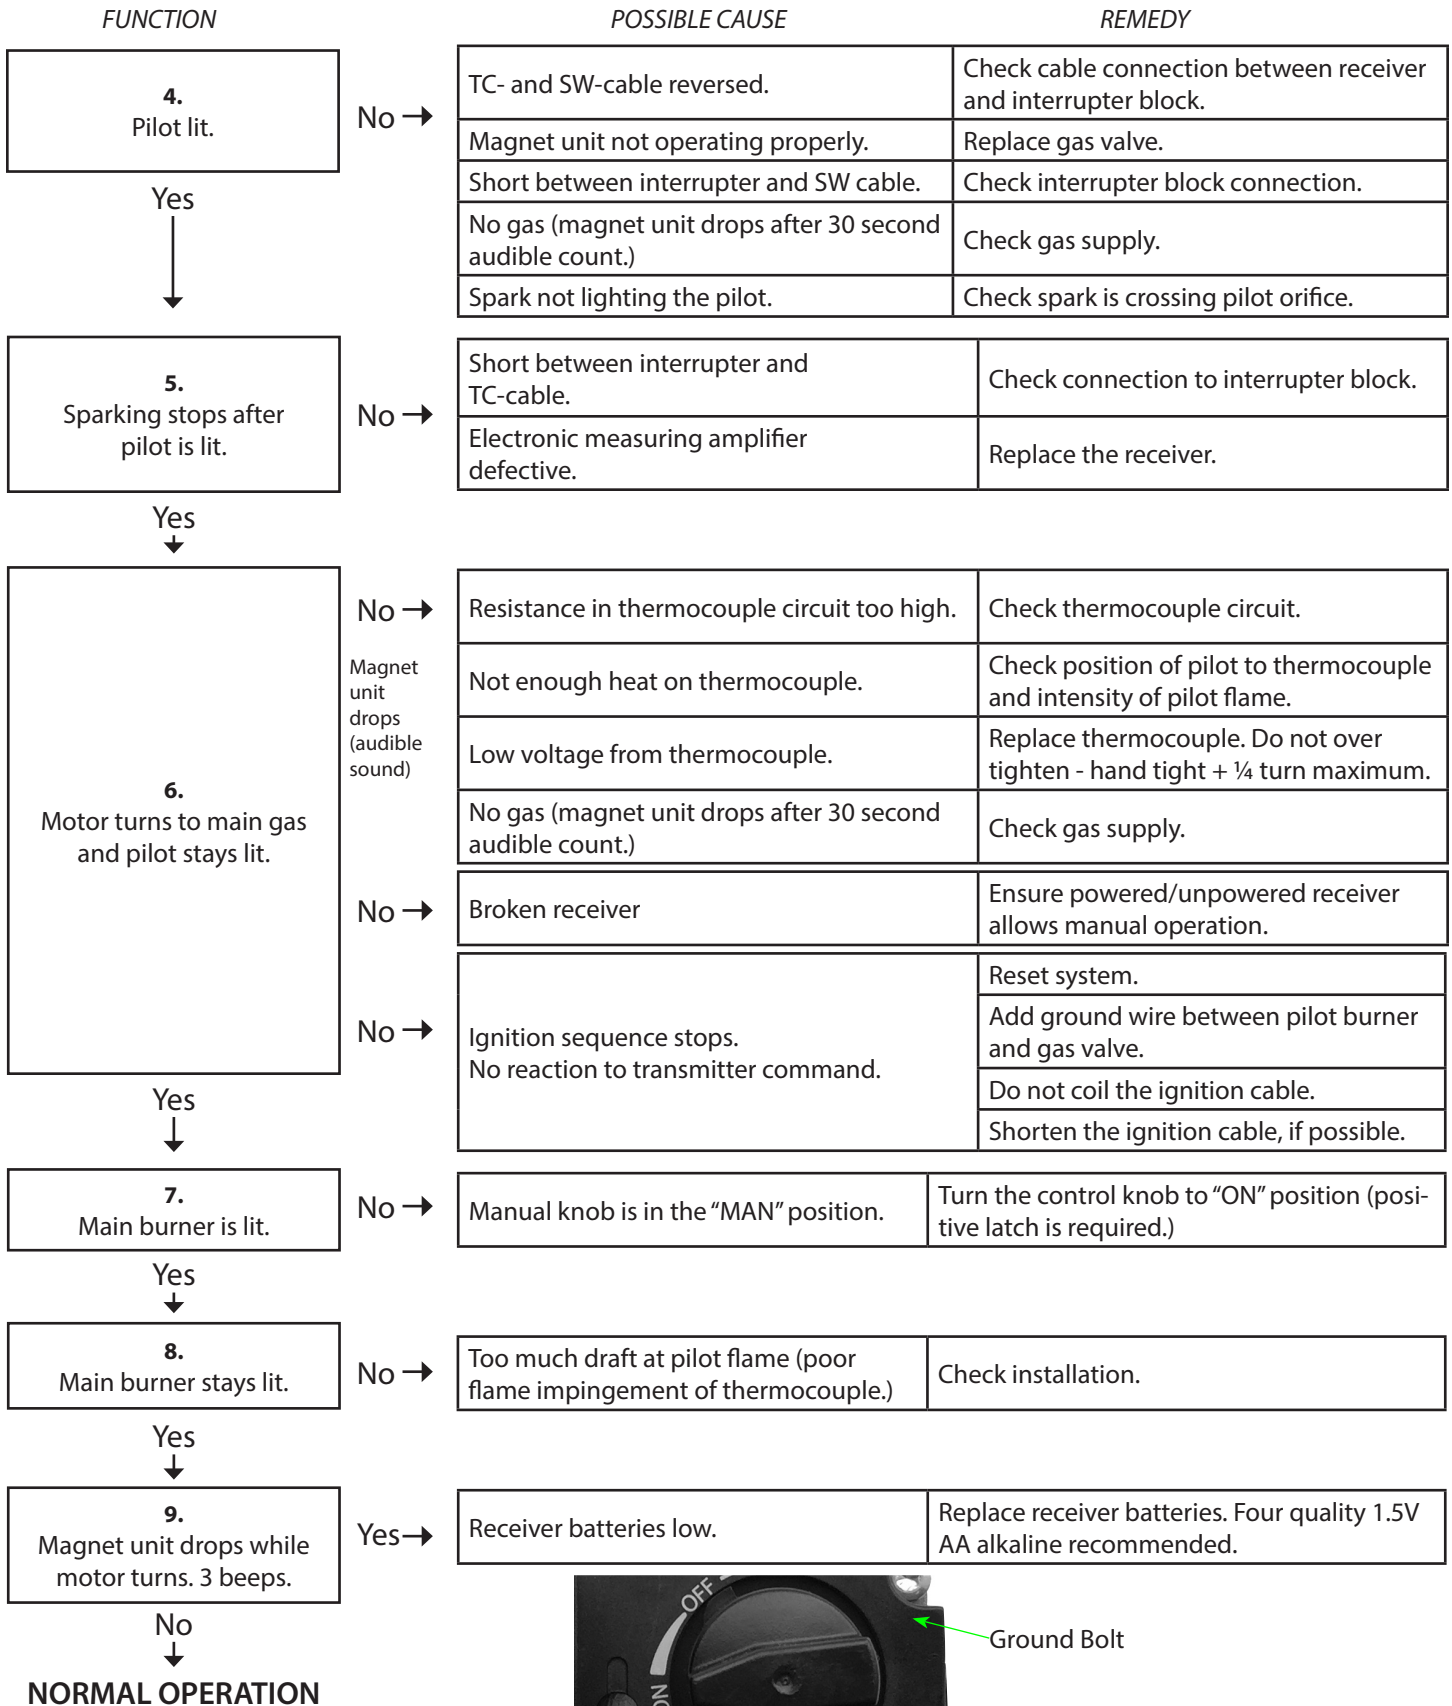 FUNCTION
POSSIBLE CAUSE
REMEDY
4.
Pilot lit.
No
TC- and SW-cable reversed.
Check cable connection between receiver
and interrupter block.
Magnet unit not operating properly.
Replace gas valve.
Short between interrupter and SW cable.
Check interrupter block connection.
No gas (magnet unit drops after 30 second
audible count.)
Check gas supply.
Spark not lighting the pilot.
Check spark is crossing pilot orifice.
Yes
5.
Sparking stops after
pilot is lit.
No
Short between interrupter and
TC-cable.
Check connection to interrupter block.
Electronic measuring amplifier
defective.
Replace the receiver.
Yes
6.
Motor turns to main gas
and pilot stays lit.
No
Magnet
unit
drops
(audible
sound)
Resistance in thermocouple circuit too high.
Check thermocouple circuit.
Not enough heat on thermocouple.
Check position of pilot to thermocouple
and intensity of pilot flame.
Low voltage from thermocouple.
Replace thermocouple. Do not over
tighten - hand tight + ¼ turn maximum.
No gas (magnet unit drops after 30 second
audible count.)
Check gas supply.
No
Broken receiver
Ensure powered/unpowered receiver
allows manual operation.
No
Ignition sequence stops.
No reaction to transmitter command.
Reset system.
Add ground wire between pilot burner
and gas valve.
Do not coil the ignition cable.
Shorten the ignition cable, if possible.
Yes
7.
Main burner is lit.
No
Manual knob is in the “MAN” position.
Turn the control knob to “ON” position (posi-
tive latch is required.)
Yes
8.
Main burner stays lit.
No
Too much draft at pilot flame (poor
flame impingement of thermocouple.)
Check installation.
Yes
9.
Magnet unit drops while
motor turns. 3 beeps.
Yes
Receiver batteries low.
Replace receiver batteries. Four quality 1.5V
AA alkaline recommended.
No
NORMAL OPERATION
OFF
ON
Ground Bolt